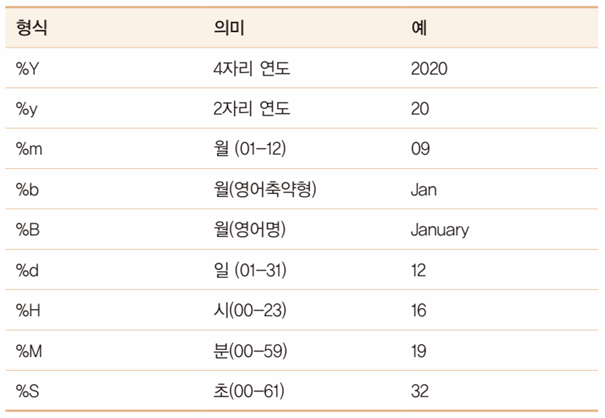 형식 의미 예
%Y 4자리 연도 2020
%y 2자리 연도 20
%m 월 (01-12) 09
%b 월(영어축약형) Jan
%B 월(영어명) January
%d 일 (01-31) 12
%H 시(00-23) 16
%M 분(00-59) 19
%S 초(00-61) 32